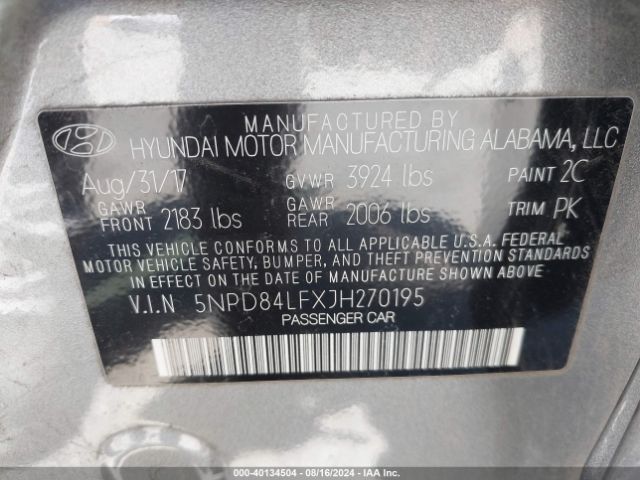 MANUFACTURED BY
HYUNDAI MOTOR MANUFACTURING ALABAMA, LLC
Aug/31/17 GVWR 3924 lbs PAINT 2C
GAWR FRONT 2183 lbs GAWR REAR 2006 lbs TRIM PK
THIS VEHICLE CONFORMS TO ALL APPLICABLE U.S.A. FEDERAL
MOTOR VEHICLE SAFETY, BUMPER, AND THEFT PREVENTION STANDARDS
IN EFFECT ON THE DATE OF MANUFACTURE SHOWN ABOVE.
V.I.N 5NPD84LFXJH270195
PASSENGER CAR
000-40134504 - 08/16/2024 - IAA Inc.